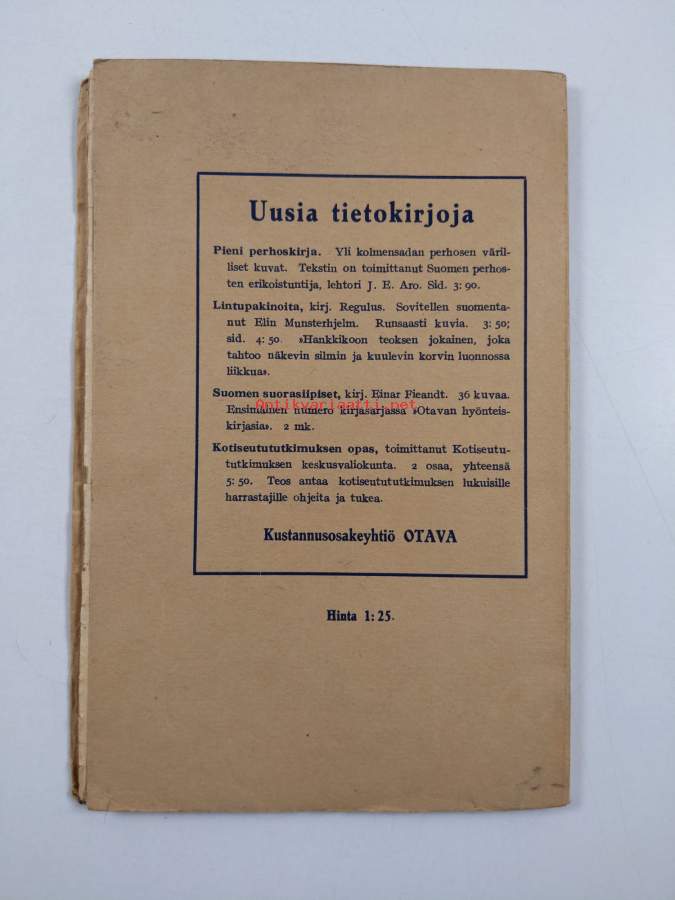 Uusia tietokirjoja
Pieni perhoskirja. Yli kolmensadan perhosen väril-
liset kuvat. Tekstin on toimittanut Suomen perhos-
ten erikoistuntija, lehtori J. E. Aro. Sid. 3: 90.
Lintupakinoita, kirj. Regulus. Sovitellen suomenta-
nut Elin Munsterhjelm. Runsaasti kuvia. 3: 50;
sid. 4: 50. »Hankkikoon teoksen jokainen, joka
tahtoo näkevin silmin ja kuulevin korvin luonnossa
liikkua».
Suomen suorasiipiset, kirj. Einar Fieandt. 36 kuvaa.
Antikvariaatti.net
Ensimäinen numero kirjasarjassa »Otavan hyönteis-
kirjasia». 2 mk.
Kotiseututututkimuksen opas, toimittanut Kotiseutu-
tutkimuksen keskusvaliokunta. 2 osaa, yhteensä
5: 50. Teos antaa kotiseututututkimuksen lukuisille
harrastajille ohjeita ja tukea.
Kustannusosakeyhtiö OTAVA
Hinta 1: 25.